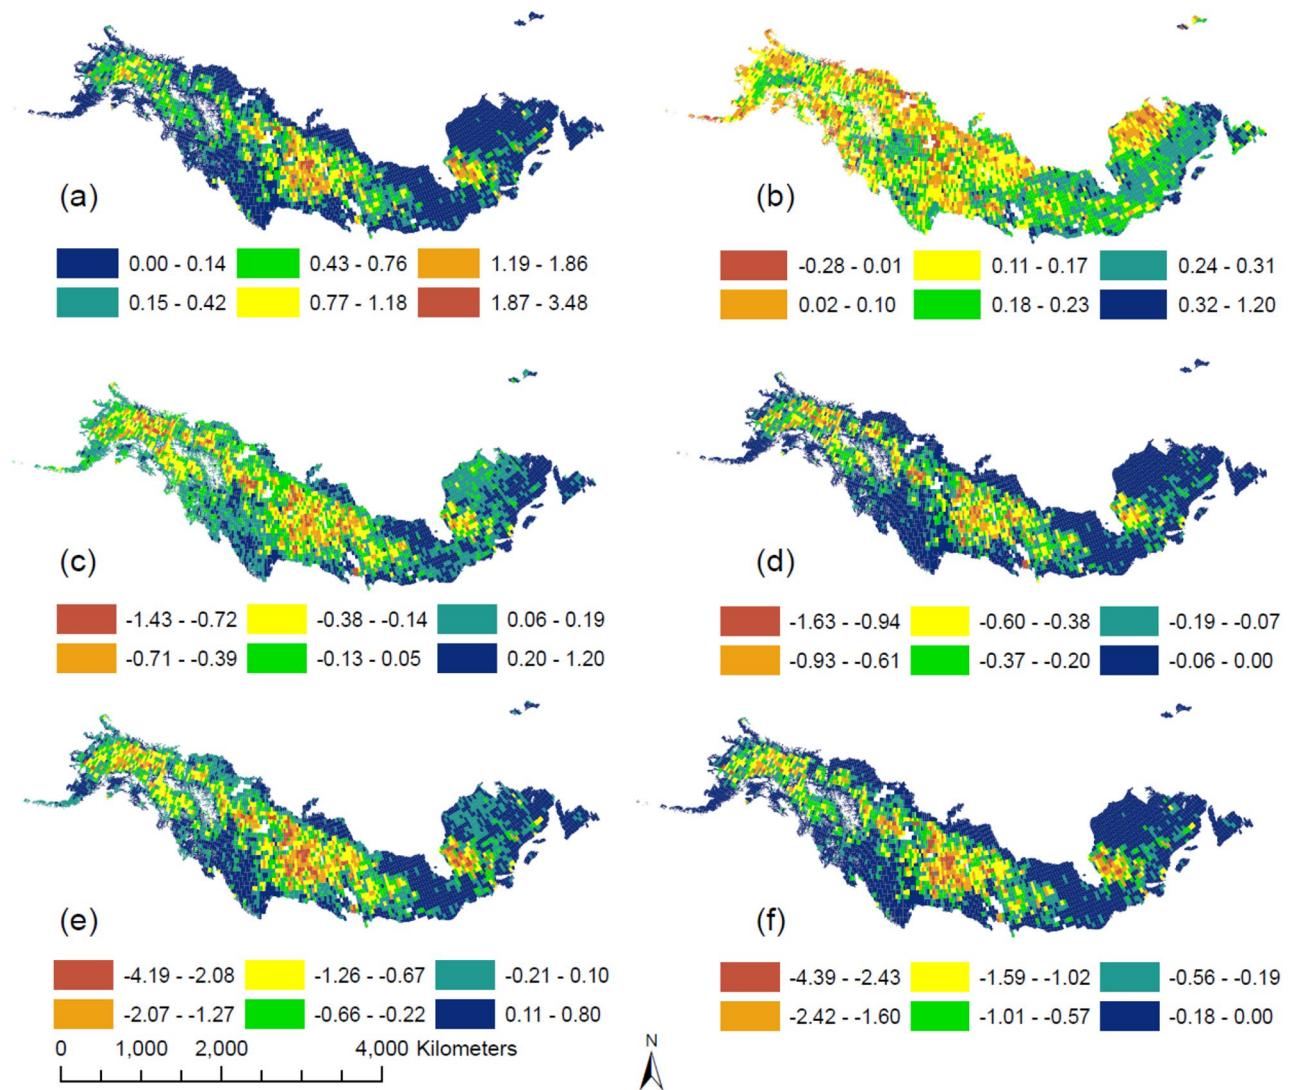 (a)
(b)
0.00 - 0.14 0.43 - 0.76 1.19 - 1.86
0.15 - 0.42 0.77 - 1.18 1.87 - 3.48
-0.28 - 0.01 0.11 - 0.17 0.24 - 0.31
0.02 - 0.10 0.18 - 0.23 0.32 - 1.20
(c)
(d)
-1.43 - -0.72 -0.38 - -0.14 0.06 - 0.19
-0.71 - -0.39 -0.13 - 0.05 0.20 - 1.20
-1.63 - -0.94 -0.60 - -0.38 -0.19 - -0.07
-0.93 - -0.61 -0.37 - -0.20 -0.06 - 0.00
(e)
(f)
-4.19 - -2.08 -1.26 - -0.67 -0.21 - 0.10
-2.07 - -1.27 -0.66 - -0.22 0.11 - 0.80
-4.39 - -2.43 -1.59 - -1.02 -0.56 - -0.19
-2.42 - -1.60 -1.01 - -0.57 -0.18 - 0.00
0 1,000 2,000 4,000 Kilometers
N